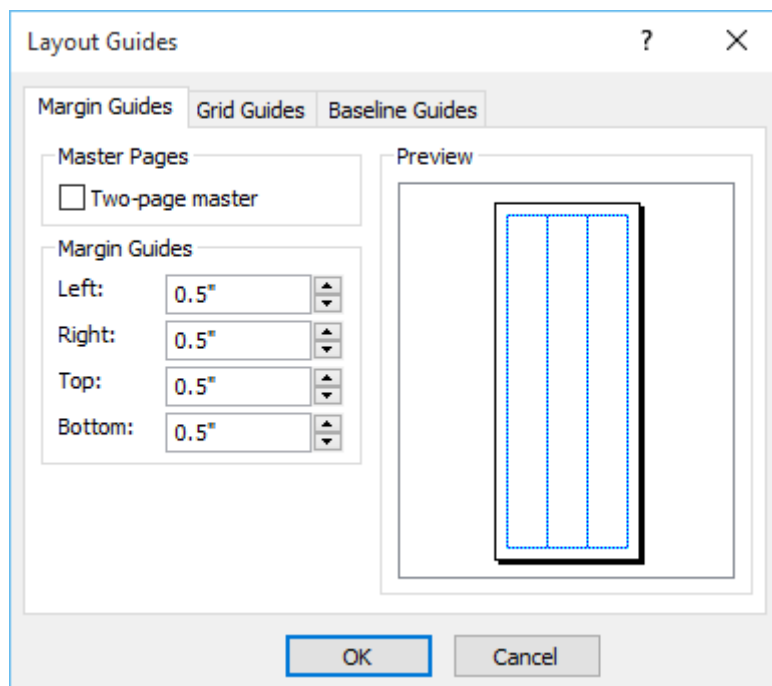 Layout Guides ?
Margin Guides Grid Guides Baseline Guides
Master Pages
Two-page master
Margin Guides
Left: 0.5"
Right: 0.5"
Top: 0.5"
Bottom: 0.5"
Preview
OK Cancel